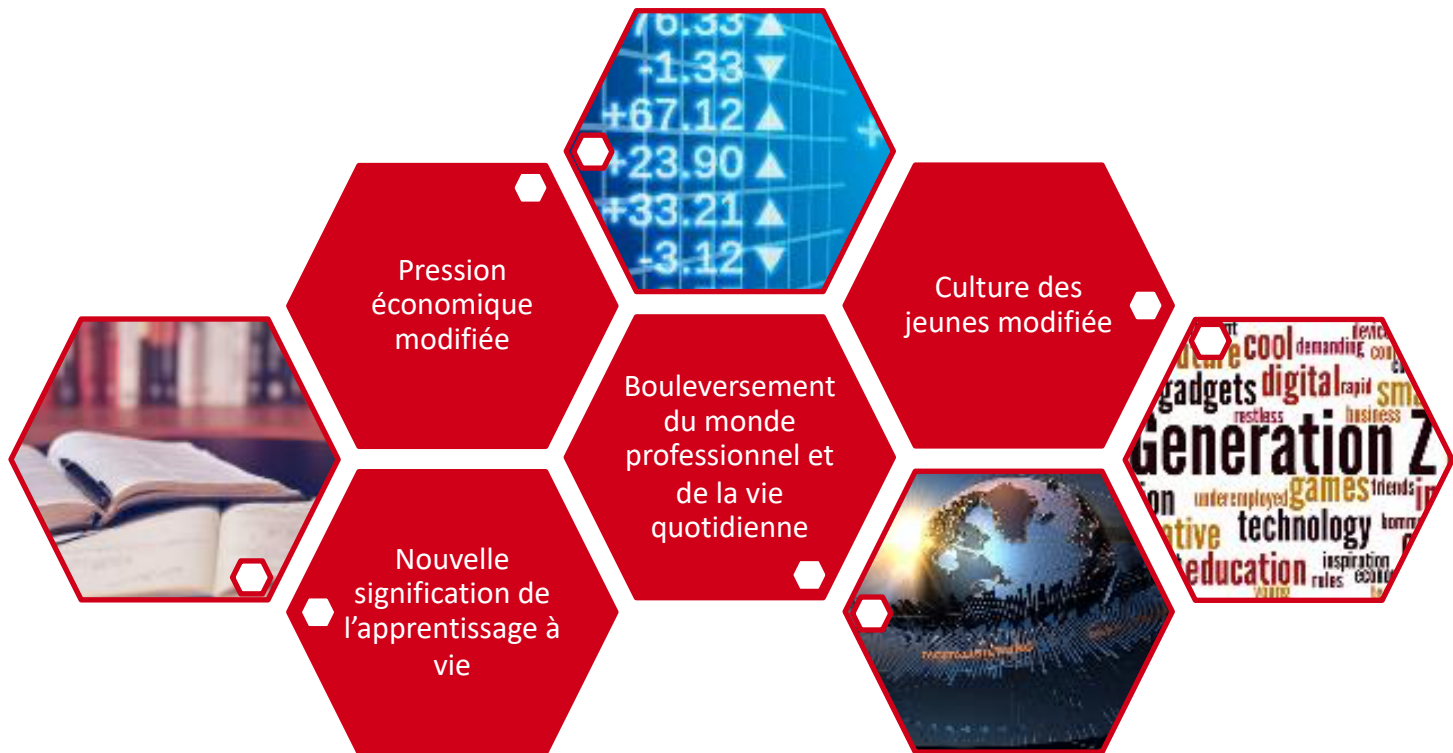 76.33 ▲
-1.33 ▼
+67.12 ▲
+23.90 ▲
+33.21 ▲
-3.12 ▼
Pression
économique
modifiée
Culture des
jeunes modifiée
Bouleversement
du monde
professionnel et
de la vie
quotidienne
Nouvelle
signification de
l’apprentissage à
vie
cool demanding
gadgets digital rapid
restless business
Generation Z
underemployed games friends
technology
education inspiration
rules
young